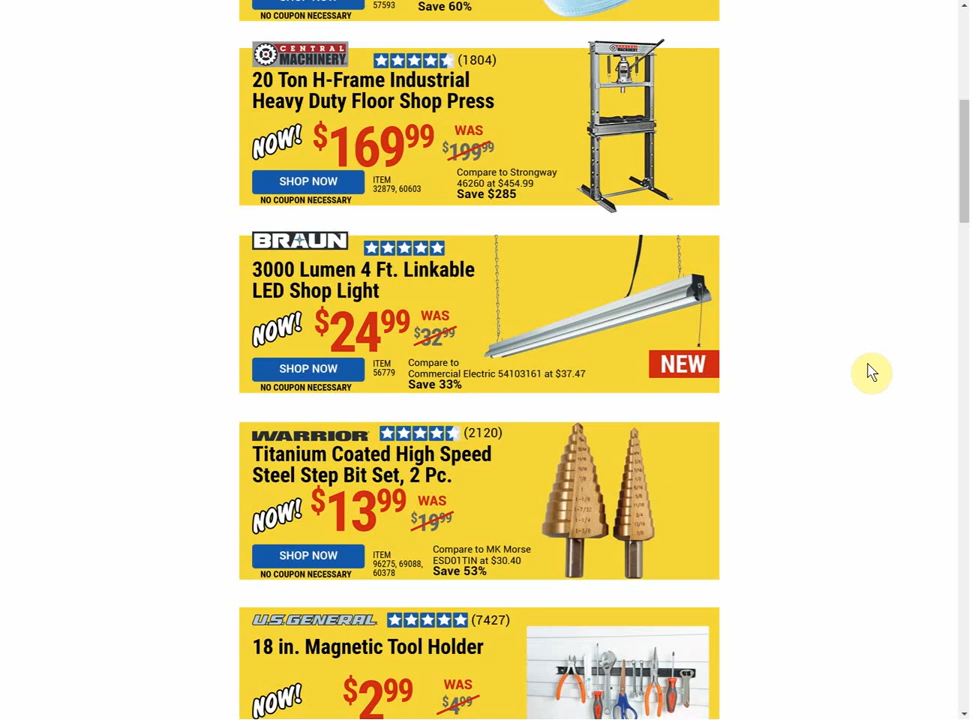 SHOP NOW
57593
Save 60%
NO COUPON NECESSARY
CENTRAL
MACHINERY
(1804)
20 Ton H-Frame Industrial
Heavy Duty Floor Shop Press
NOW! $169.99
WAS
$199.99
Compare to Strongway
46260 at $454.99
Save $285
SHOP NOW
ITEM
32879, 60603
NO COUPON NECESSARY
BRAUN
3000 Lumen 4 Ft. Linkable
LED Shop Light
NOW! $24.99
WAS
$32.99
SHOP NOW
ITEM
56779
Compare to
Commercial Electric 54103161 at $37.47
Save 33%
NO COUPON NECESSARY
NEW
WARRIOR
(2120)
Titanium Coated High Speed
Steel Step Bit Set, 2 Pc.
NOW! $13.99
WAS
$19.99
SHOP NOW
ITEM
96275, 69088,
60378
Compare to MK Morse
ESD01TIN at $30.40
Save 53%
NO COUPON NECESSARY
U.S.GENERAL
(7427)
18 in. Magnetic Tool Holder
NOW! $2.99
WAS
$4.99